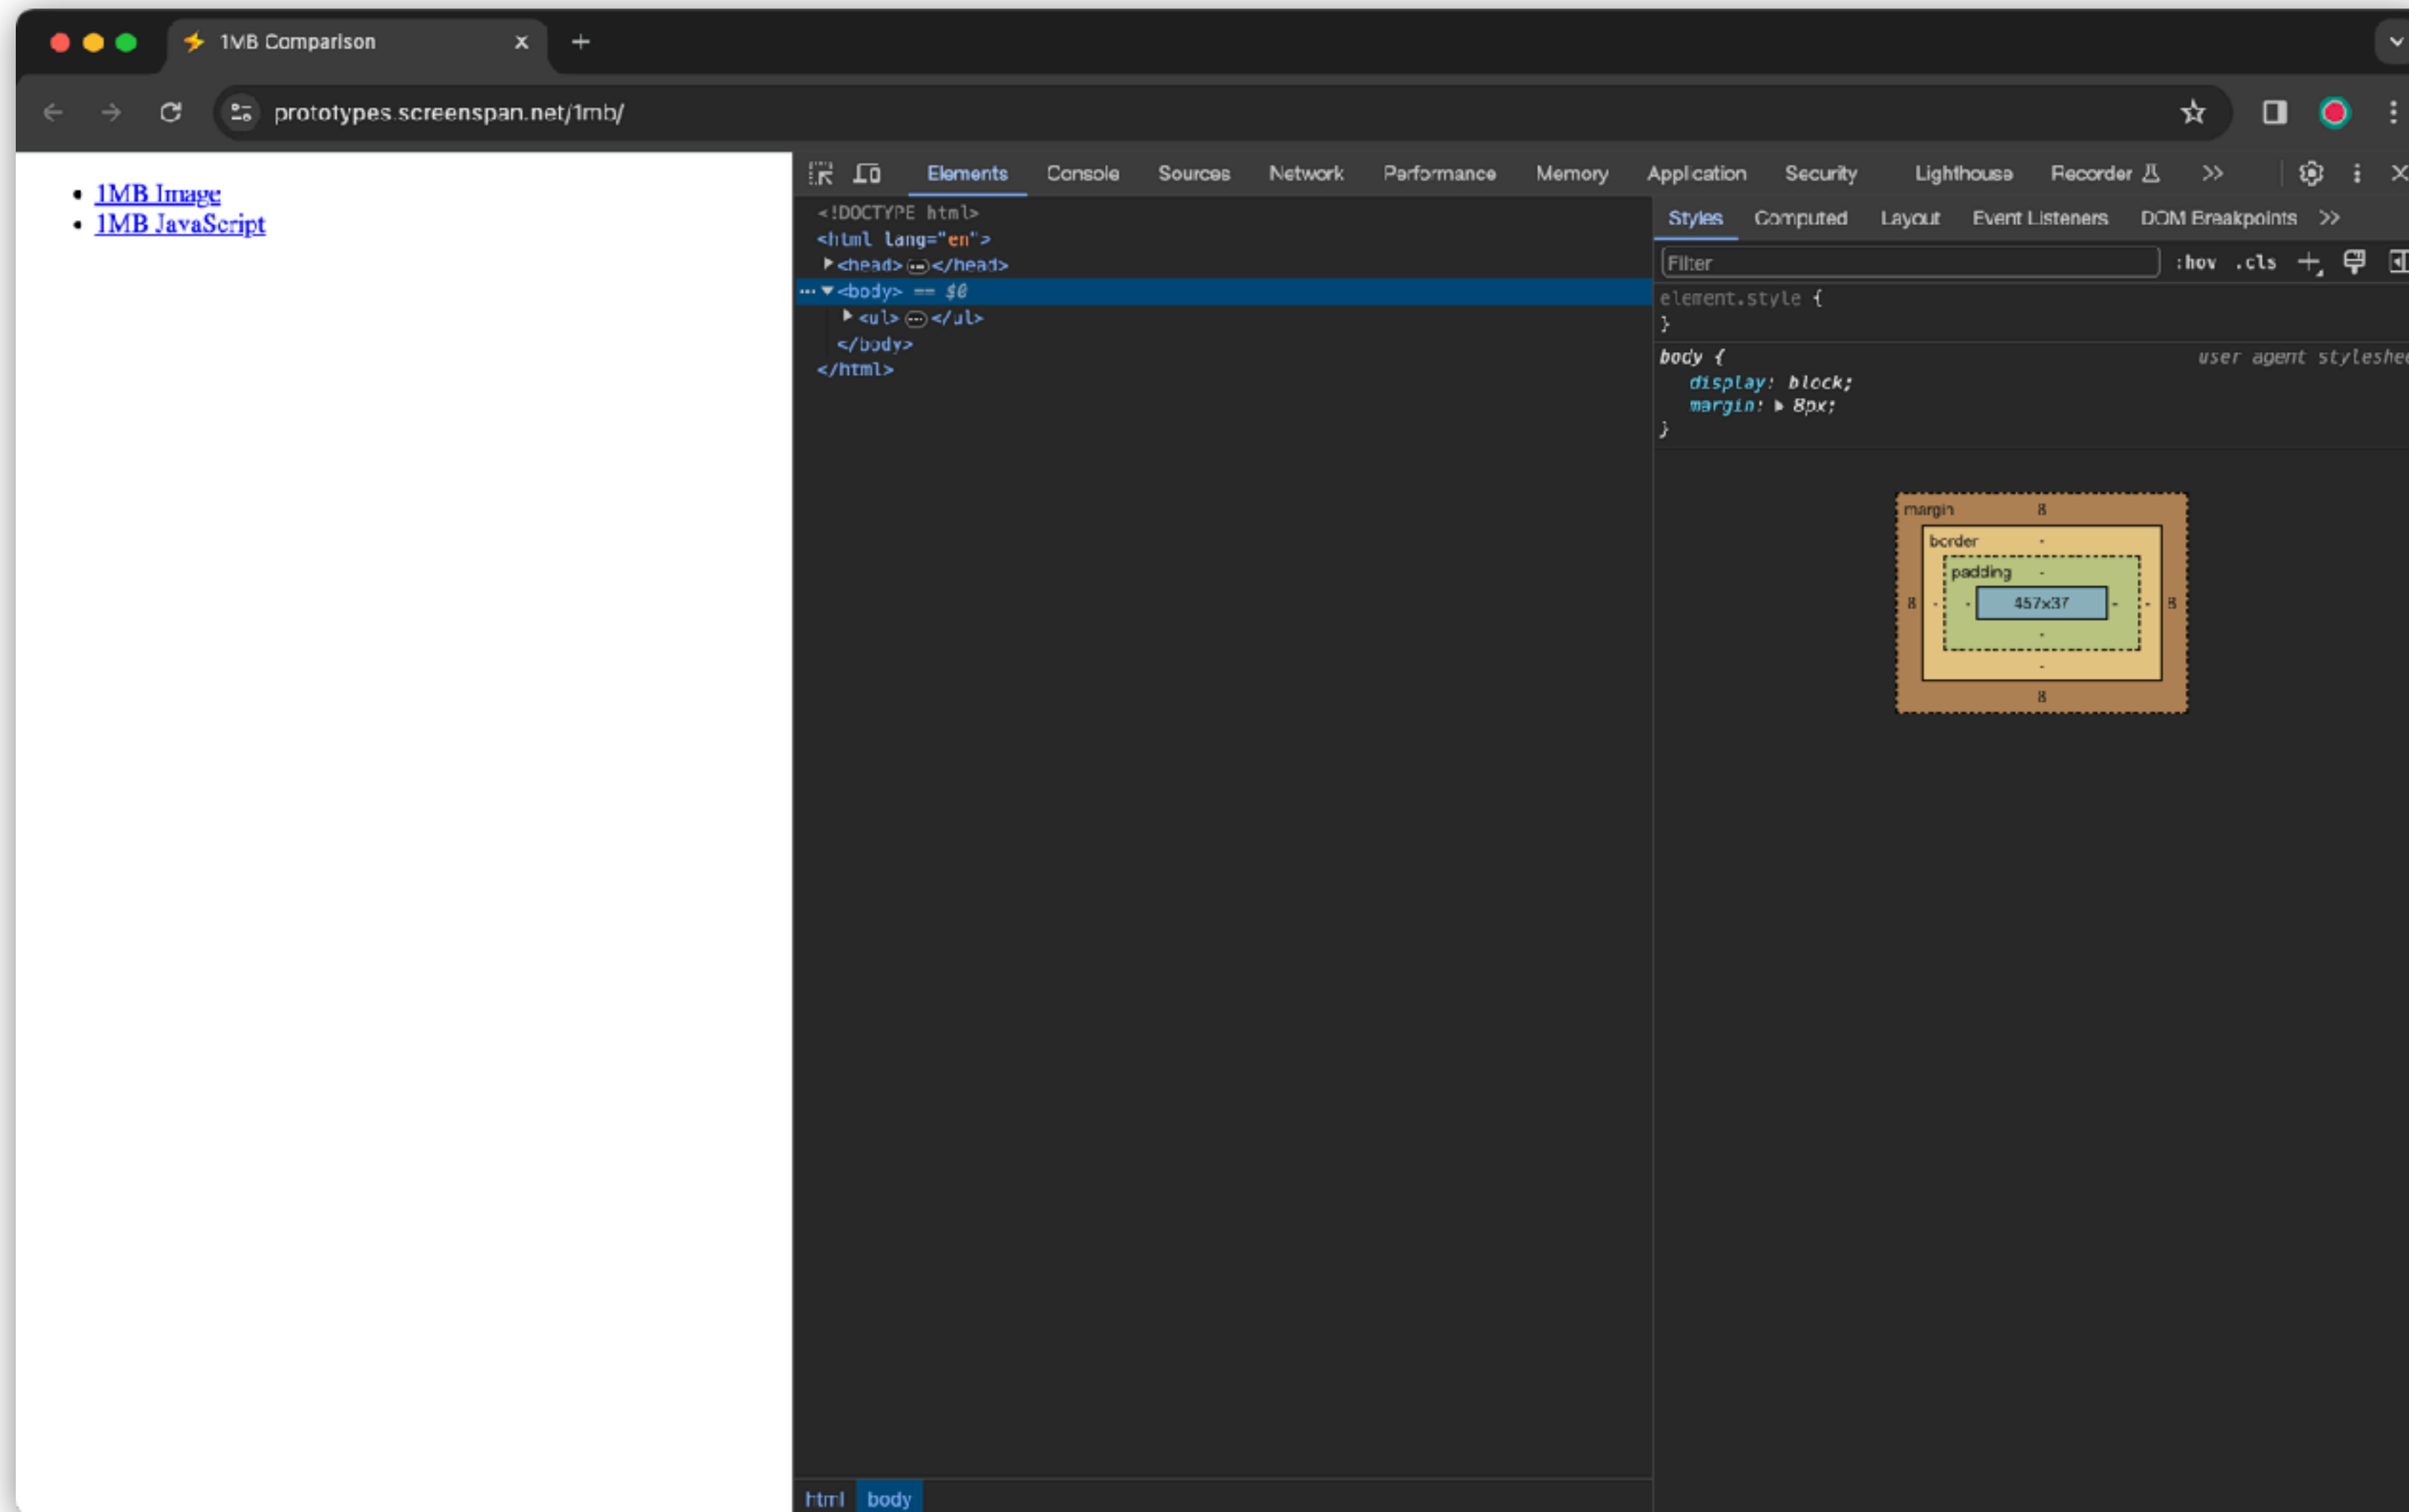 1MB Comparison
prototypes.screenspan.net/1mb/
1MB Image
1MB JavaScript
Elements Console Sources Network Performance Memory Application Security Lighthouse Recorder
<!DOCTYPE html>
<html lang="en">
<head> … </head>
… <body> == $0
<ul> … </ul>
</body>
</html>
html body
Styles Computed Layout Event Listeners DOM Breakpoints
Filter :hov .cls
element.style {
}
body { user agent styleshee
display: block;
margin: 8px;
}
margin 8
border -
padding -
8 - - 457x37 - - 8
-
-
8